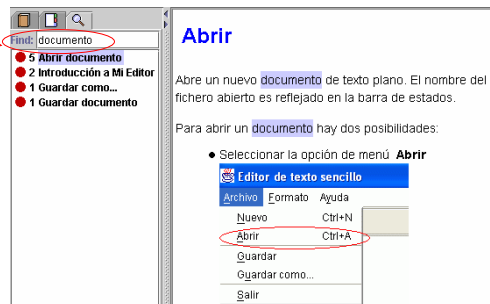 Find: documento
5 Abrir documento
2 Introducción a Mi Editor
1 Guardar como...
1 Guardar documento
Abrir
Abre un nuevo documento de texto plano. El nombre del
fichero abierto es reflejado en la barra de estados.
Para abrir un documento hay dos posibilidades:
Seleccionar la opción de menú Abrir
Editor de texto sencillo
Archivo Formato Ayuda
Nuevo Ctrl+N
Abrir Ctrl+A
Guardar
Guardar como...
Salir